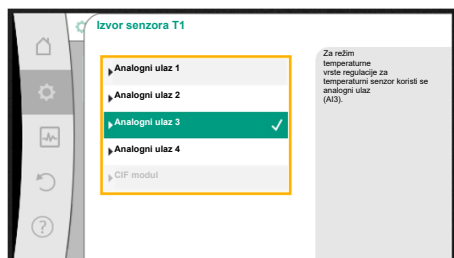 Izvor senzora T1
Analogni ulaz 1
Analogni ulaz 2
Analogni ulaz 3
Analogni ulaz 4
CIF modul
Za režim
temperaturne
vrste regulacije za
temperaturni senzor koristi se
analogni ulaz
(AI3).